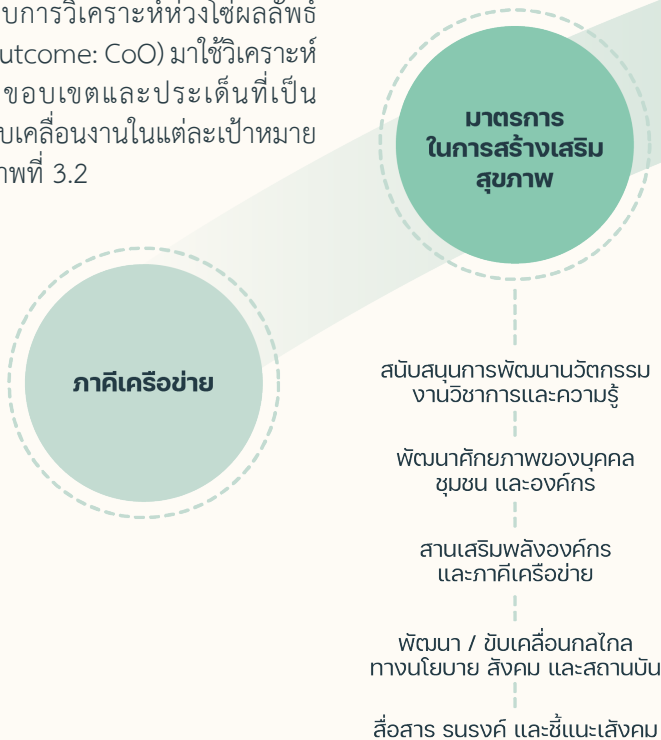 บการวิเคราะห์ห่วงโซ่ผลลัพธ์
utcome: CoO) มาใช้วิเคราะห์
ขอบเขตและประเด็นที่เป็น
บเคลื่อนงานในแต่ละเป้าหมาย
าพที่ 3.2
มาตรการ
ในการสร้างเสริม
สุขภาพ
ภาคีเครือข่าย
สนับสนุนการพัฒนานวัตกรรม
งานวิชาการและความรู้
พัฒนาศักยภาพของบุคคล
ชุมชน และองค์กร
สานเสริมพลังองค์กร
และภาคีเครือข่าย
พัฒนา / ขับเคลื่อนกลไกล
ทางนโยบาย สังคม และสถานบัน
สื่อสาร รณรงค์ และชี้แนะเสังคม